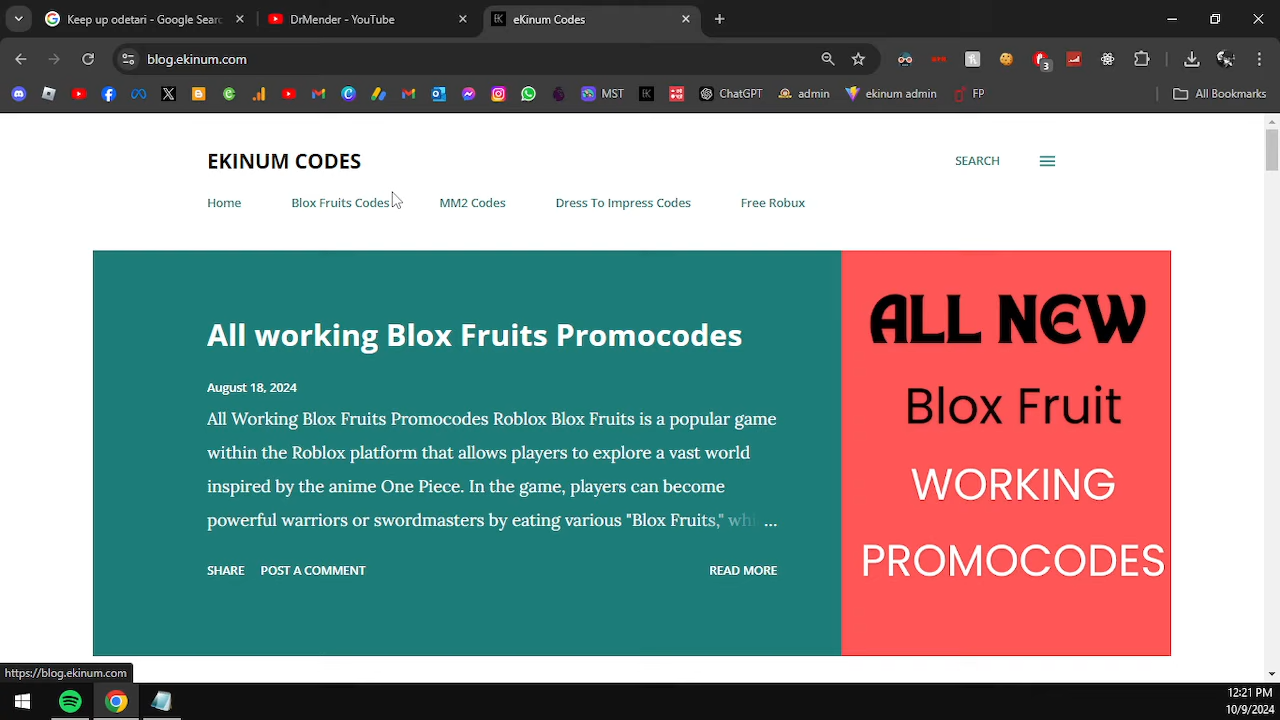 Keep up odetari - Google Searc
DrMender - YouTube
eKinum Codes
blog.ekinum.com
3
MST
ChatGPT
admin
ekinum admin
FP
All Bookmarks
EKINUM CODES
SEARCH
Home
Blox Fruits Codes
MM2 Codes
Dress To Impress Codes
Free Robux
All working Blox Fruits Promocodes
August 18, 2024
All Working Blox Fruits Promocodes Roblox Blox Fruits is a popular game
within the Roblox platform that allows players to explore a vast world
inspired by the anime One Piece. In the game, players can become
powerful warriors or swordmasters by eating various "Blox Fruits," whi ...
SHARE
POST A COMMENT
READ MORE
ALL NEW
Blox Fruit
WORKING
PROMOCODES
https://blog.ekinum.com
12:21 PM
10/9/2024